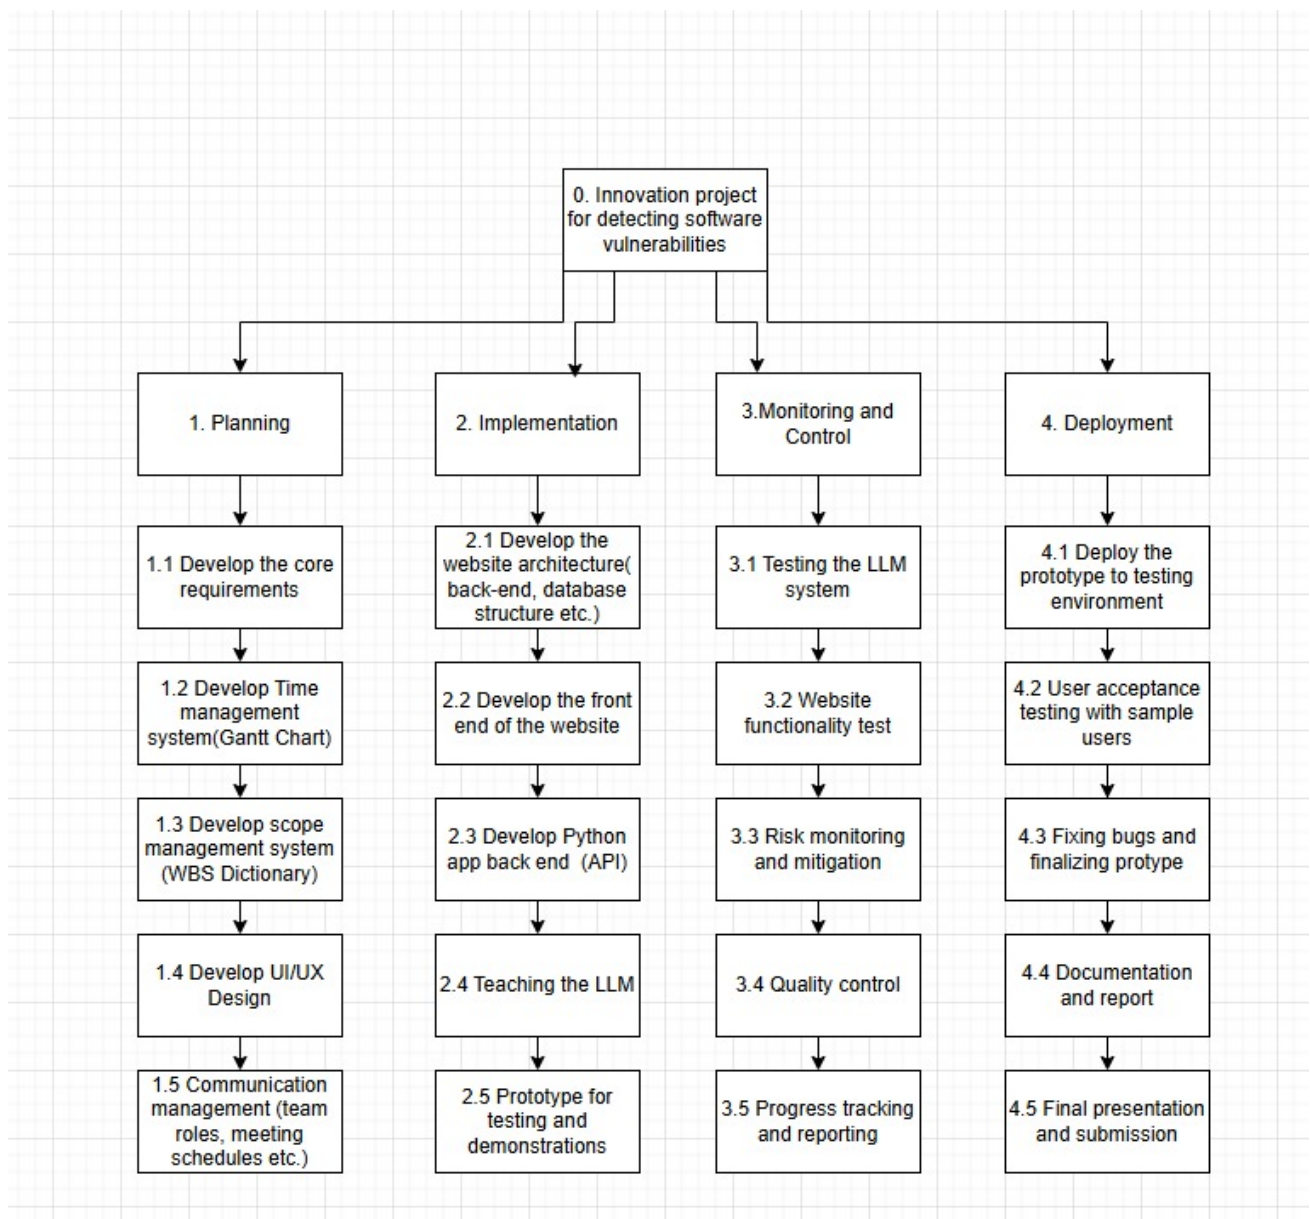 0. Innovation project
for detecting software
vulnerabilities
1. Planning
2. Implementation
3.Monitoring and
Control
4. Deployment
1.1 Develop the core
requirements
2.1 Develop the
website architecture(
back-end, database
structure etc.)
3.1 Testing the LLM
system
4.1 Deploy the
prototype to testing
environment
1.2 Develop Time
management
system(Gantt Chart)
2.2 Develop the front
end of the website
3.2 Website
functionality test
4.2 User acceptance
testing with sample
users
1.3 Develop scope
management system
(WBS Dictionary)
2.3 Develop Python
app back end  (API)
3.3 Risk monitoring
and mitigation
4.3 Fixing bugs and
finalizing protype
1.4 Develop UI/UX
Design
2.4 Teaching the LLM
3.4 Quality control
4.4 Documentation
and report
1.5 Communication
management (team
roles, meeting
schedules etc.)
2.5 Prototype for
testing and
demonstrations
3.5 Progress tracking
and reporting
4.5 Final presentation
and submission